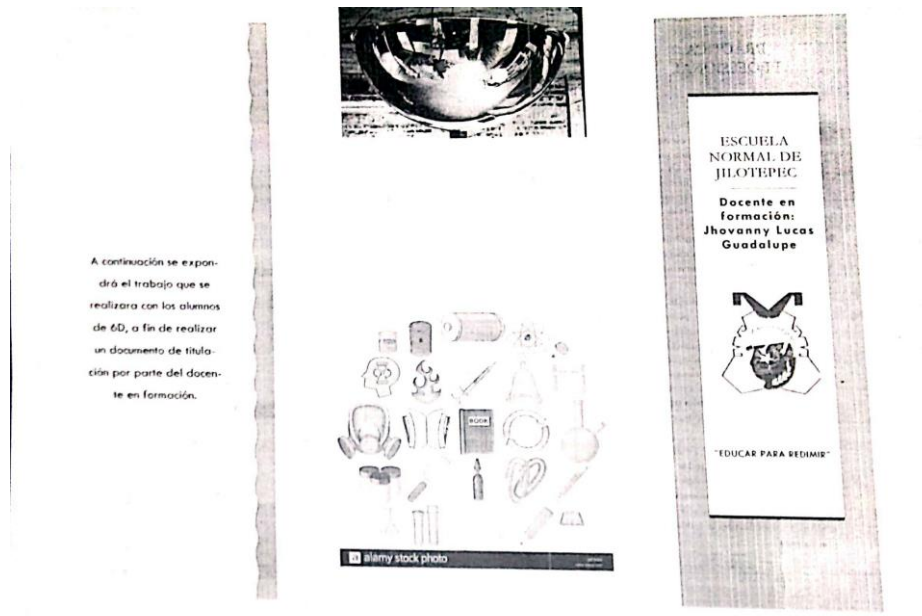 A continuación se expon-
drá el trabajo que se
realizara con los alumnos
de 6D, a fin de realizar
un documento de titula-
ción por parte del docen-
te en formación.
BOOK
a alamy stock photo
ESCUELA
NORMAL DE
JILOTEPEC
Docente en
formación:
Jhovanny Lucas
Guadalupe
"EDUCAR PARA REDIMIR"